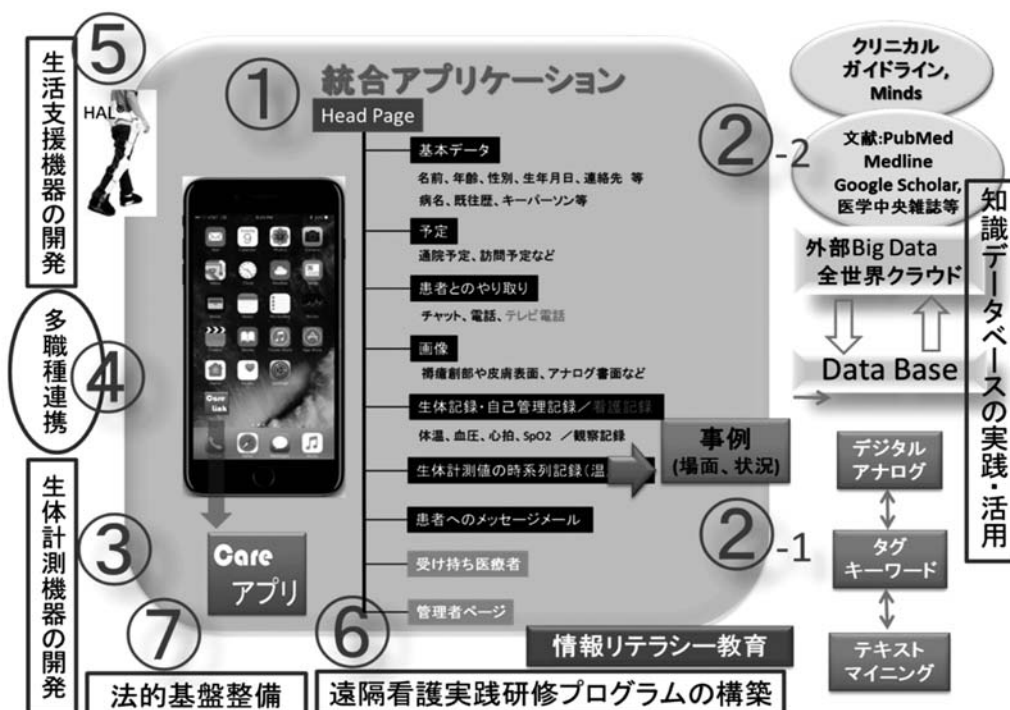 ⑤
生活支援機器の開発
HAL
④
多職種連携
③
生体計測機器の開発
①
統合アプリケーション
Head Page
基本データ
名前、年齢、性別、生年月日、連絡先 等
病名、既往歴、キーパーソン等
予定
通院予定、訪問予定など
患者とのやり取り
チャット、電話、テレビ電話
画像
褥瘡創部や皮膚表面、アナログ書面など
生体記録・自己管理記録／看護記録
体温、血圧、心拍、SpO2 ／観察記録
生体計測値の時系列記録(温
患者へのメッセージメール
受け持ち医療者
管理者ページ
Care link
Care
アプリ
事例
(場面、状況)
②-2
クリニカル
ガイドライン,
Minds
文献:PubMed
Medline
Google Scholar,
医学中央雑誌等
外部Big Data
全世界クラウド
Data Base
知識データベースの実践・活用
②-1
デジタル
アナログ
タグ
キーワード
テキスト
マイニング
⑦
法的基盤整備
⑥
情報リテラシー教育
遠隔看護実践研修プログラムの構築